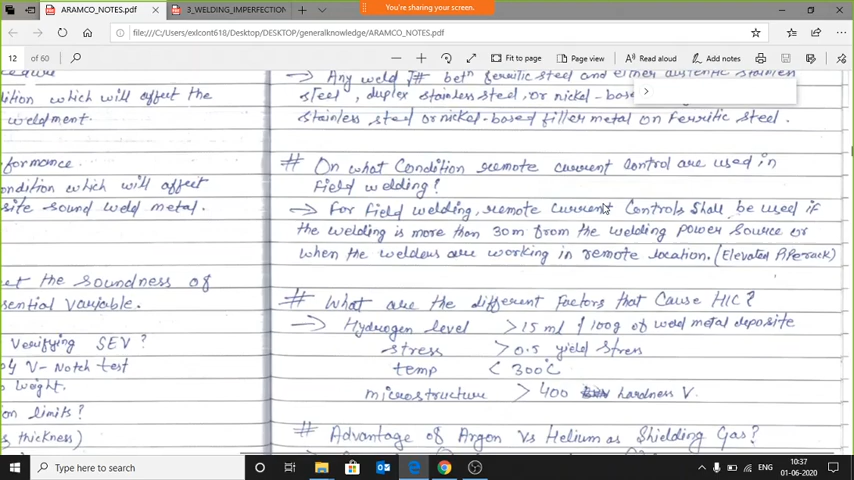 ARAMCO_NOTES.pdf
3_WELDING_IMPERFECTION
You're sharing your screen.
file:///C:/Users/exlcont618/Desktop/DESKTOP/generalknowledge/ARAMCO_NOTES.pdf
12 of 60
Fit to page
Page view
Read aloud
Add notes
dition which will affect the
weldment.
formance.
ondition which will affect
site sound weld metal.
et the soundness of
sential variable.
Verifying SEV?
of V-Notch test
weight.
on limits?
s thickness)
→ Any weld J# betn ferritic steel and either austenitic stainless
steel, duplex stainless steel, or nickel-bas
stainless steel or nickel-based filler metal on Ferritic steel.
# On what Condition remote current control are used in
Field welding?
→ For field welding, remote current Controls Shall be used if
the welding is more than 30m from the welding power Source or
when the welders are working in remote location. (Elevated Piperack)
# What are the different Factors that Cause HIC?
→ Hydrogen level >15 ml / 100g of weld metal deposite
stress >0.5 yield Stress
temp < 300°C
microstructure > 400 hardness V.
# Advantage of Argon Vs Helium as Shielding Gas?
Type here to search
ENG
10:37
01-06-2020